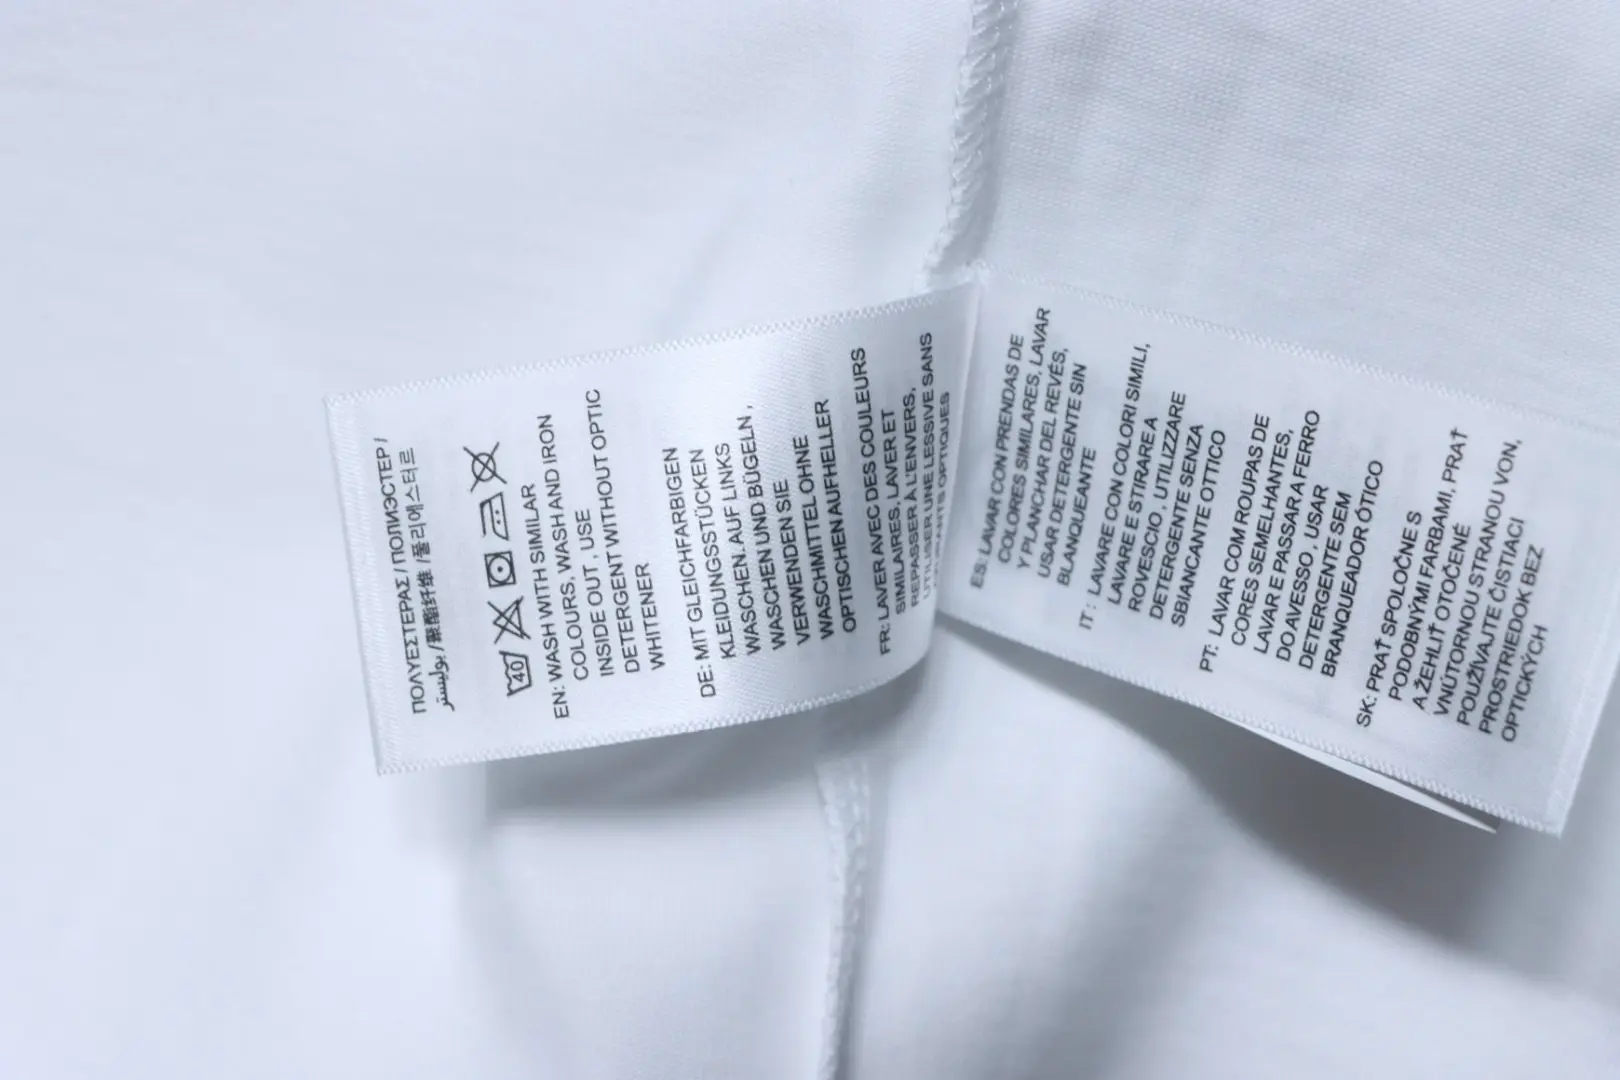 ΠΟΛΥΕΣΤΕΡΑΣ / ПОЛИЭСТЕР /
بوليستر /聚酯纤维 /폴리에스터르
40
EN: WASH WITH SIMILAR
COLOURS, WASH AND IRON
INSIDE OUT , USE
DETERGENT WITHOUT OPTIC
WHITENER
DE: MIT GLEICHFARBIGEN
KLEIDUNGSSTÜCKEN
WASCHEN. AUF LINKS
WASCHEN UND BÜGELN ,
VERWENDEN SIE
WASCHMITTEL OHNE
OPTISCHEN AUFHELLER
FR: LAVER AVEC DES COULEURS
SIMILAIRES, LAVER ET
REPASSER À L'ENVERS,
UTILISER UNE LESSIVE SANS
OPTIQUES
ES: LAVAR CON PRENDAS DE
COLORES SIMILARES, LAVAR
Y PLANCHAR DEL REVÉS,
USAR DETERGENTE SIN
BLANQUEANTE
IT : LAVARE CON COLORI SIMILI,
LAVARE E STIRARE A
ROVESCIO , UTILIZZARE
DETERGENTE SENZA
SBIANCANTE OTTICO
PT: LAVAR COM ROUPAS DE
CORES SEMELHANTES,
LAVAR E PASSAR A FERRO
DO AVESSO , USAR
DETERGENTE SEM
BRANQUEADOR ÓTICO
SK: PRAŤ SPOLOČNE S
PODOBNÝMI FARBAMI, PRAŤ
A ŽEHLIŤ OTOČENÉ
VNÚTORNOU STRANOU VON,
POUŽÍVAJTE ČISTIACI
PROSTRIEDOK BEZ
OPTICKÝCH